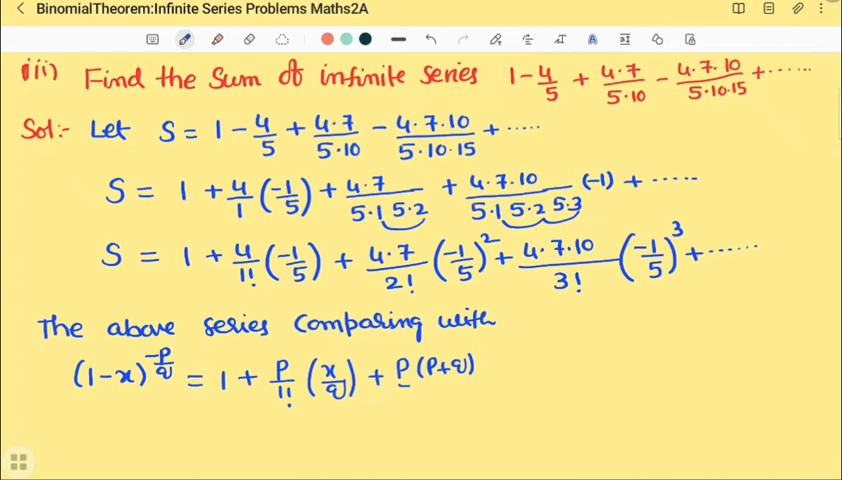 BinomialTheorem:Infinite Series Problems Maths2A
iii) Find the Sum of infinite series 1 - 4/5 + 4·7/5·10 - 4·7·10/5·10·15 + ......
Sol:- Let S = 1 - 4/5 + 4·7/5·10 - 4·7·10/5·10·15 + .....
S = 1 + 4/1 (-1/5) + 4·7/5·1 5·2 + 4·7·10/5·1 5·2 5·3 (-1) + .....
S = 1 + 4/1! (-1/5) + 4·7/2! (-1/5)² + 4·7·10/3! (-1/5)³ + ......
The above series Comparing with
(1-x)^(-p/q) = 1 + p/1! (x/q) + p(p+q)